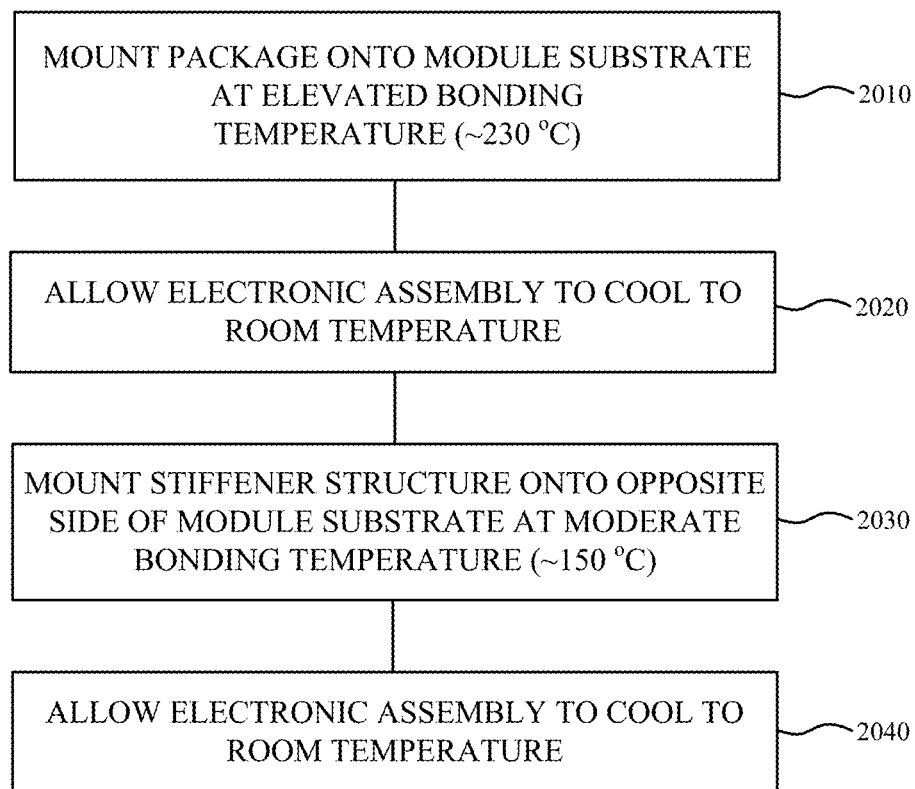 MOUNT PACKAGE ONTO MODULE SUBSTRATE
AT ELEVATED BONDING
TEMPERATURE (~230 °C)
2010
ALLOW ELECTRONIC ASSEMBLY TO COOL TO
ROOM TEMPERATURE
2020
MOUNT STIFFENER STRUCTURE ONTO OPPOSITE
SIDE OF MODULE SUBSTRATE AT MODERATE
BONDING TEMPERATURE (~150 °C)
2030
ALLOW ELECTRONIC ASSEMBLY TO COOL TO
ROOM TEMPERATURE
2040